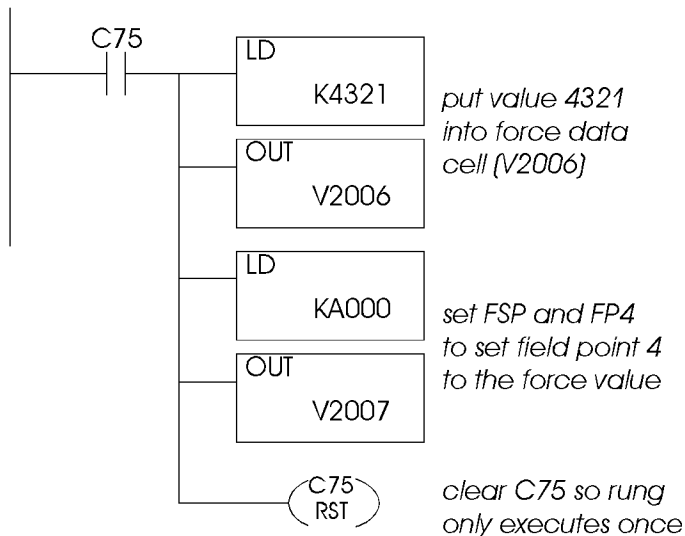 C75
LD
K4321
put value 4321
into force data
cell (V2006)
OUT
V2006
LD
KA000
set FSP and FP4
to set field point 4
to the force value
OUT
V2007
C75
RST
clear C75 so rung
only executes once